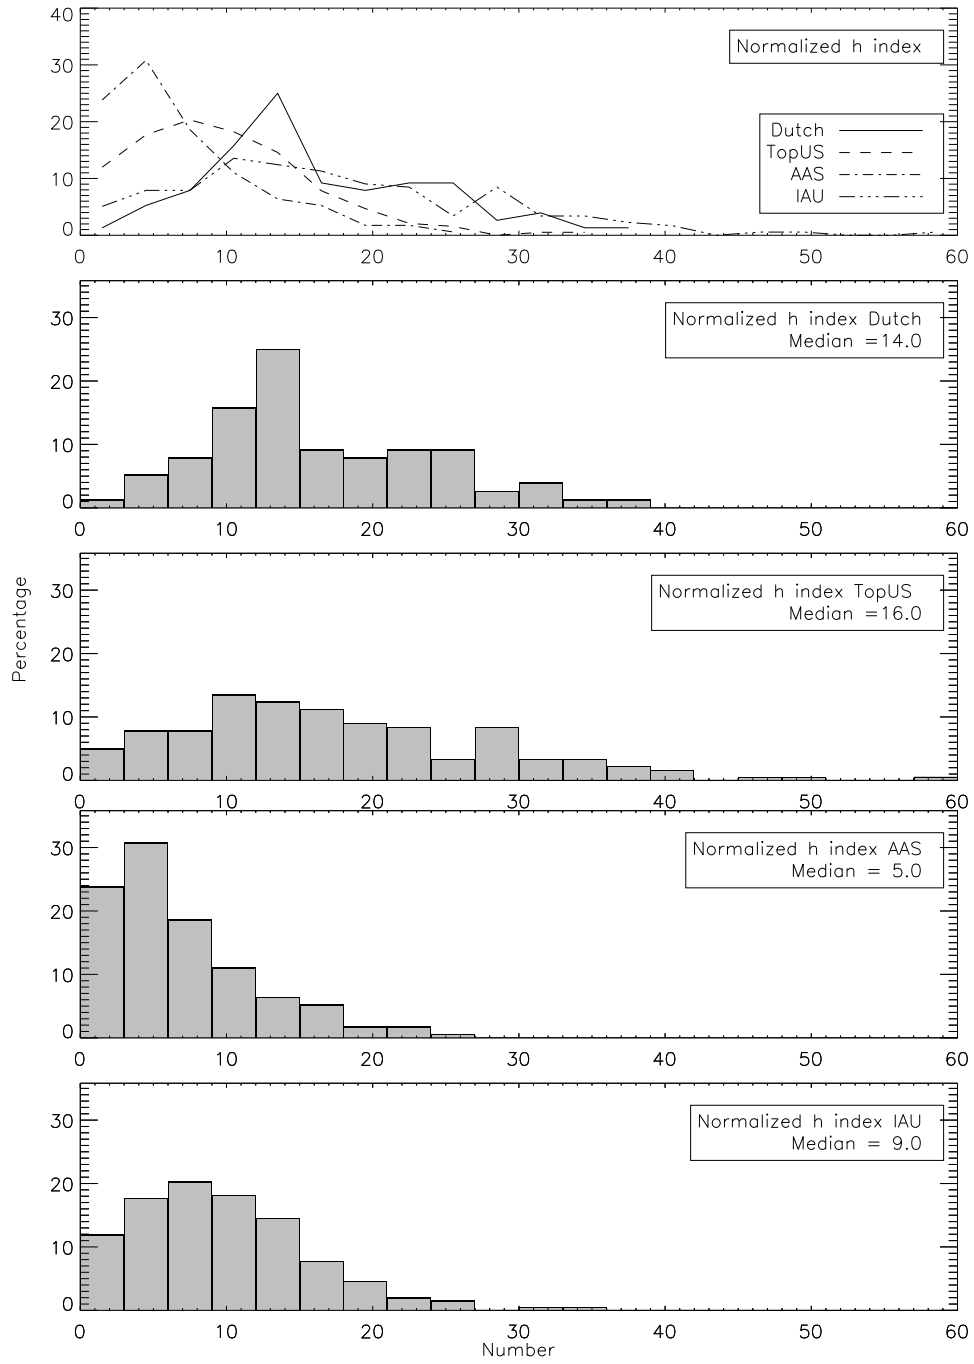 40
30
20
10
0
Normalized h index
Dutch
TopUS
AAS
IAU
0 10 20 30 40 50 60
30
20
10
0
Normalized h index Dutch
Median =14.0
0 10 20 30 40 50 60
Percentage
30
20
10
0
Normalized h index TopUS
Median =16.0
0 10 20 30 40 50 60
30
20
10
0
Normalized h index AAS
Median = 5.0
0 10 20 30 40 50 60
30
20
10
0
Normalized h index IAU
Median = 9.0
0 10 20 30 40 50 60
Number